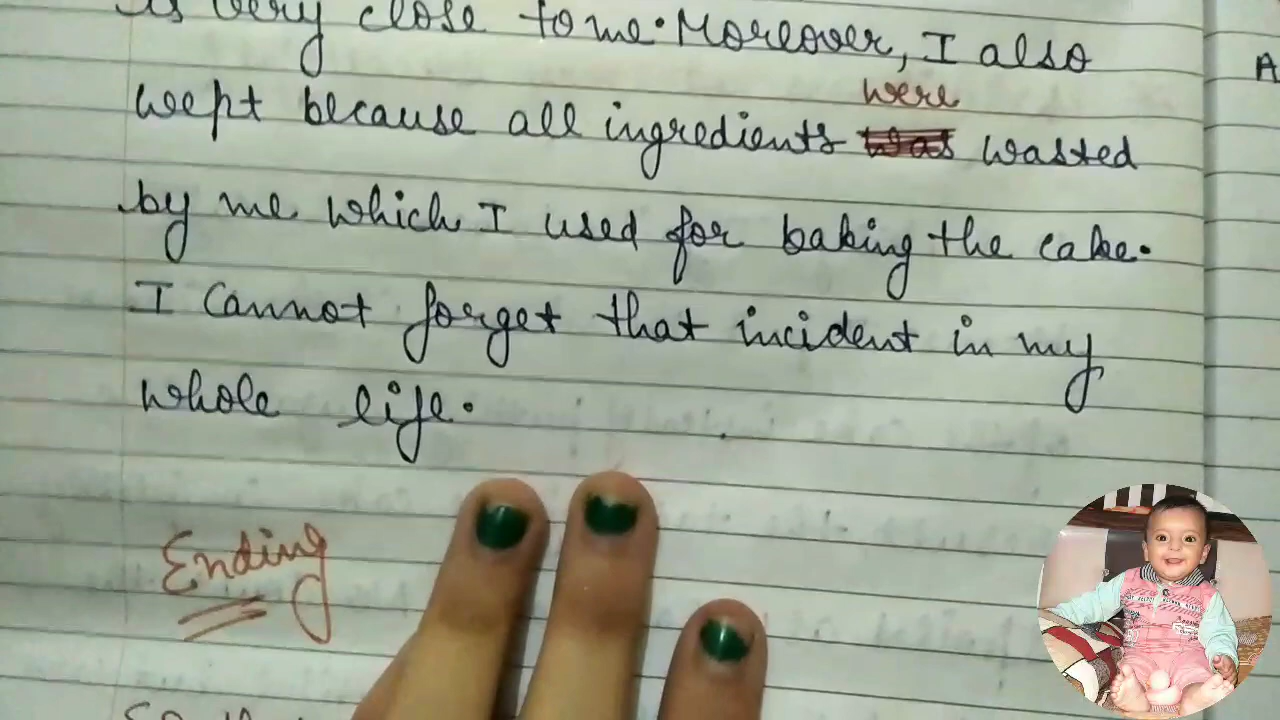 is very close to me. Moreover, I also
A
were
wept because all ingredients was wasted
by me which I used for baking the cake.
I cannot forget that incident in my
whole life.
Ending